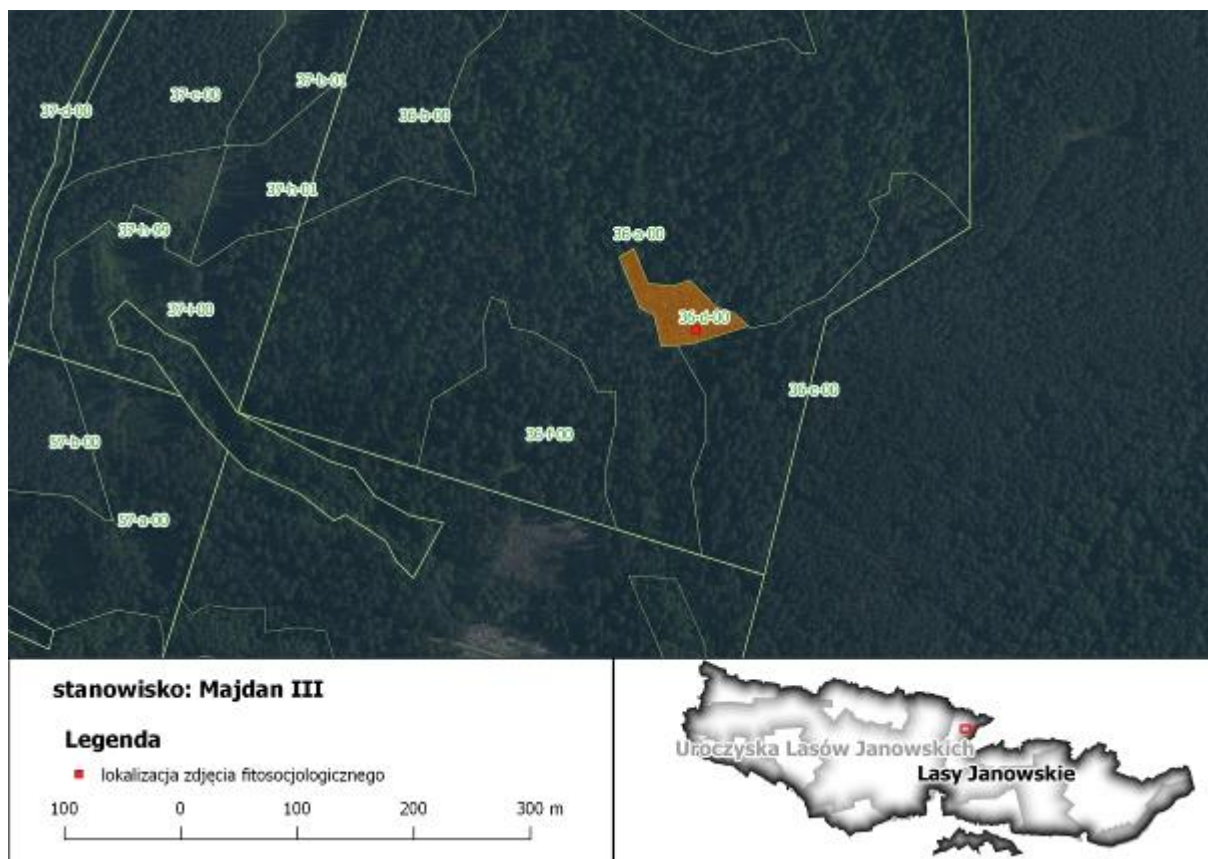 37-b-01
37-c-00
37-d-00
36-b-00
37-h-01
37-h-99
36-a-00
37-i-00
36-d-00
36-c-00
57-b-00
36-f-00
57-a-00
stanowisko: Majdan III
Legenda
lokalizacja zdjęcia fitosocjologicznego
100 0 100 200 300 m
Uroczyska Lasów Janowskich
Lasy Janowskie